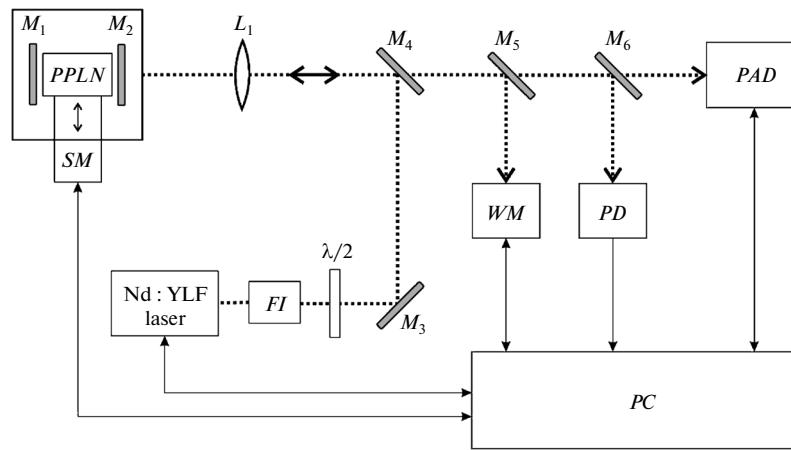 M1 M2 L1
M4 M5 M6
PPLN PAD
SM WM PD
λ/2
Nd : YLF
laser
FI
M3
PC